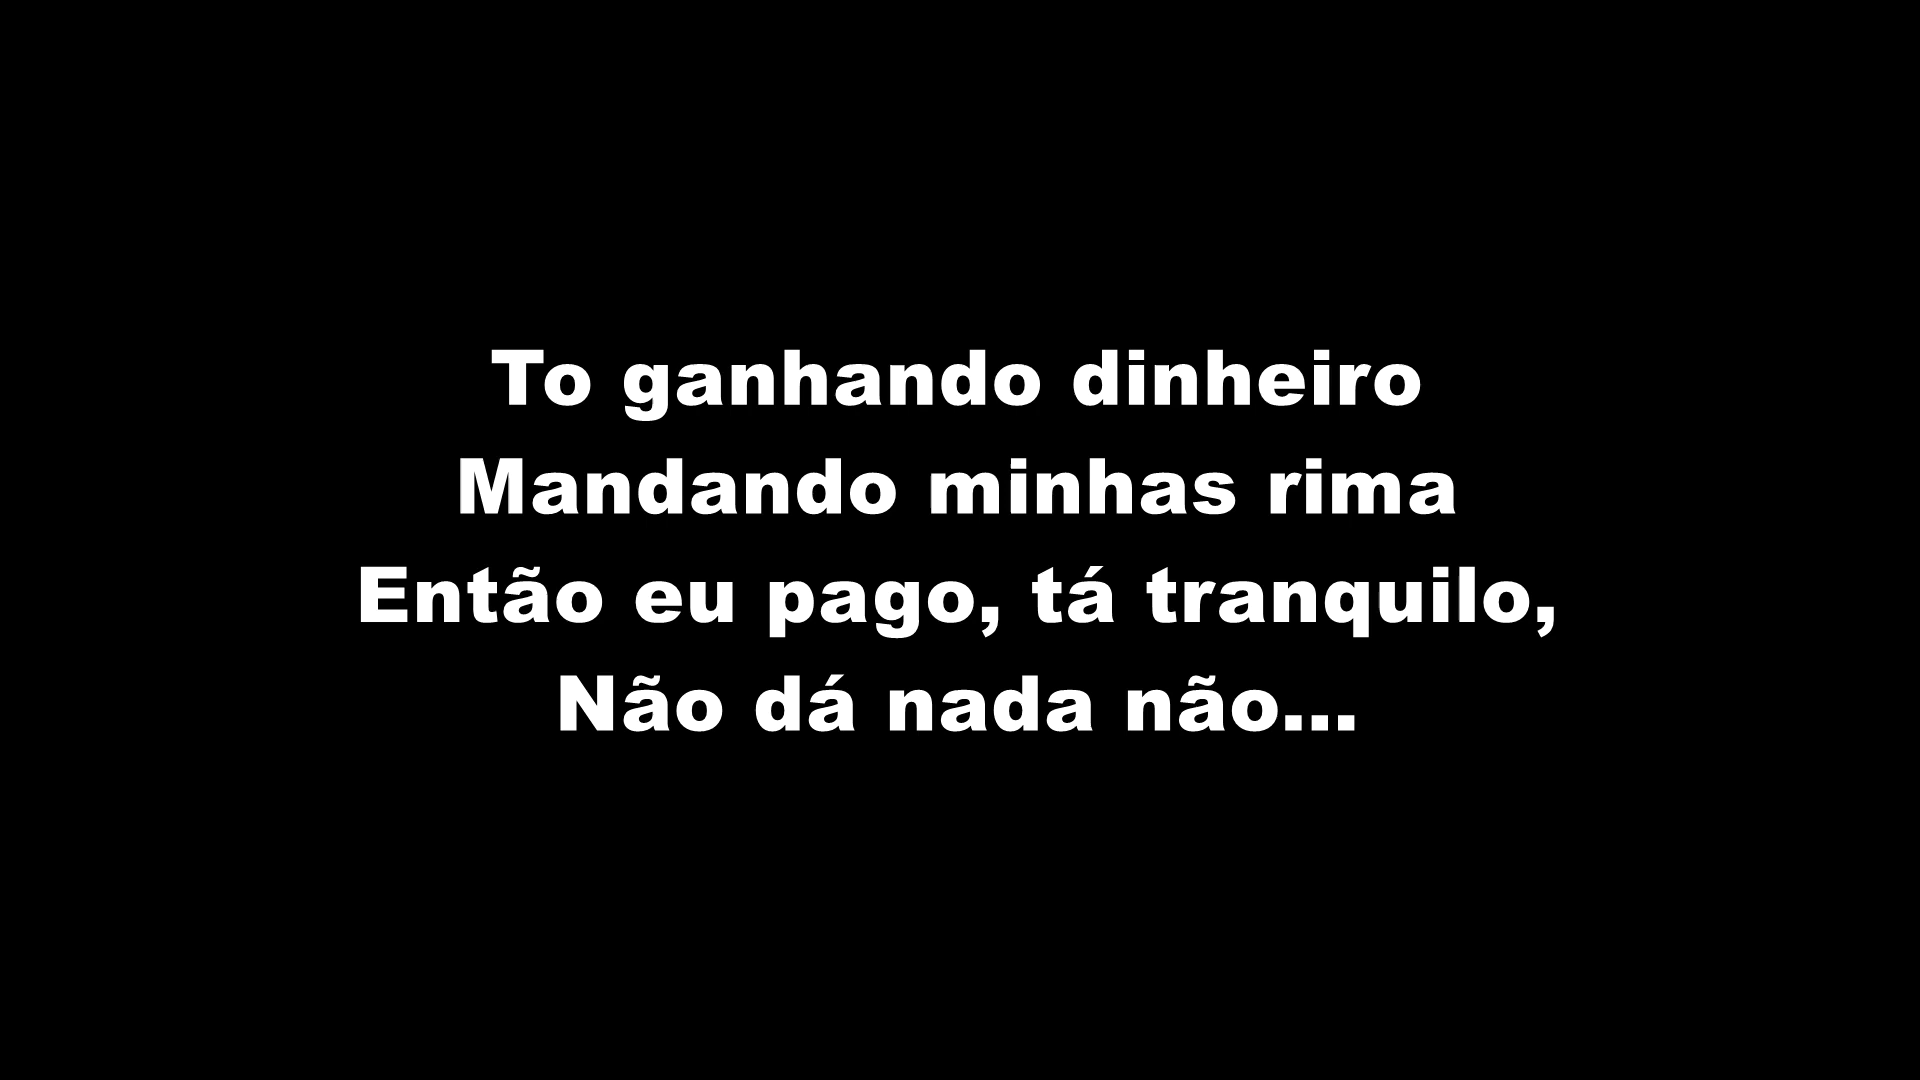 To ganhando dinheiro
Mandando minhas rima
Então eu pago, tá tranquilo,
Não dá nada não...